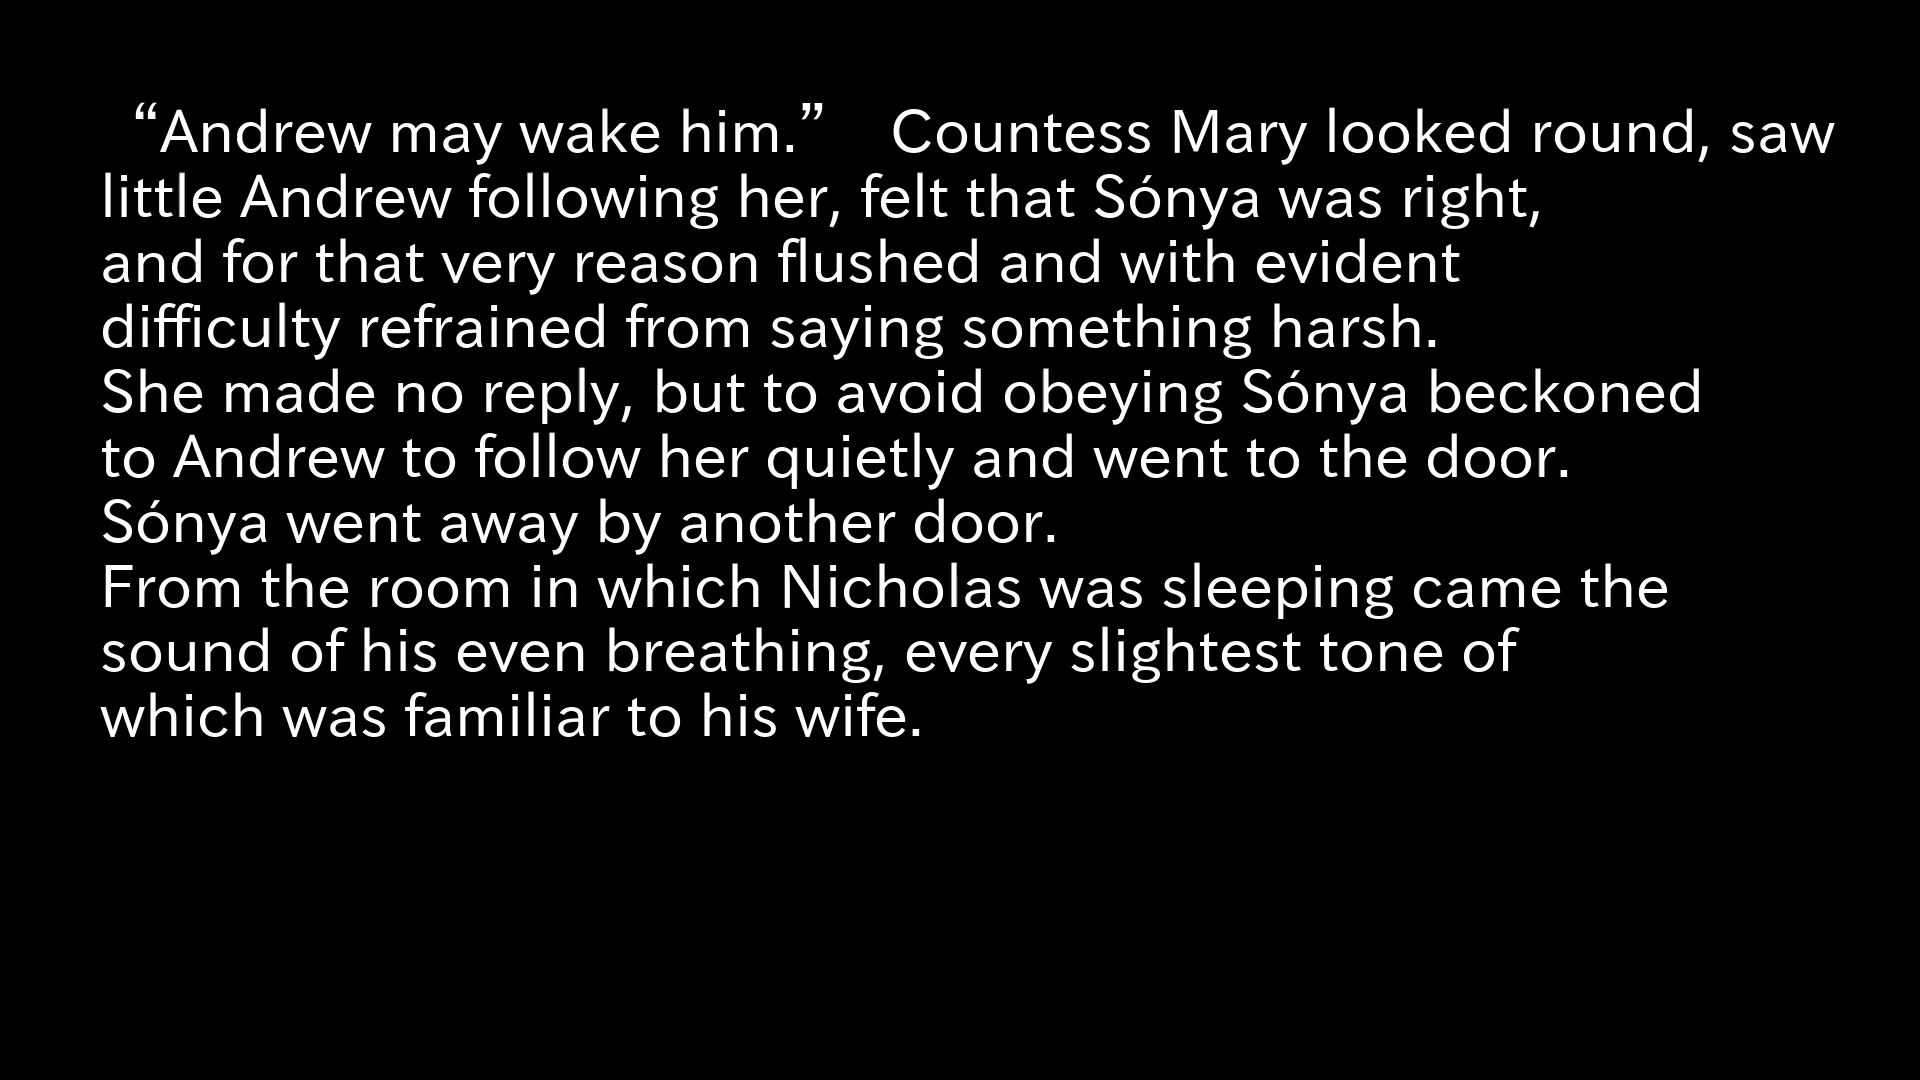 “Andrew may wake him.” Countess Mary looked round, saw
little Andrew following her, felt that Sónya was right,
and for that very reason flushed and with evident
difficulty refrained from saying something harsh.
She made no reply, but to avoid obeying Sónya beckoned
to Andrew to follow her quietly and went to the door.
Sónya went away by another door.
From the room in which Nicholas was sleeping came the
sound of his even breathing, every slightest tone of
which was familiar to his wife.